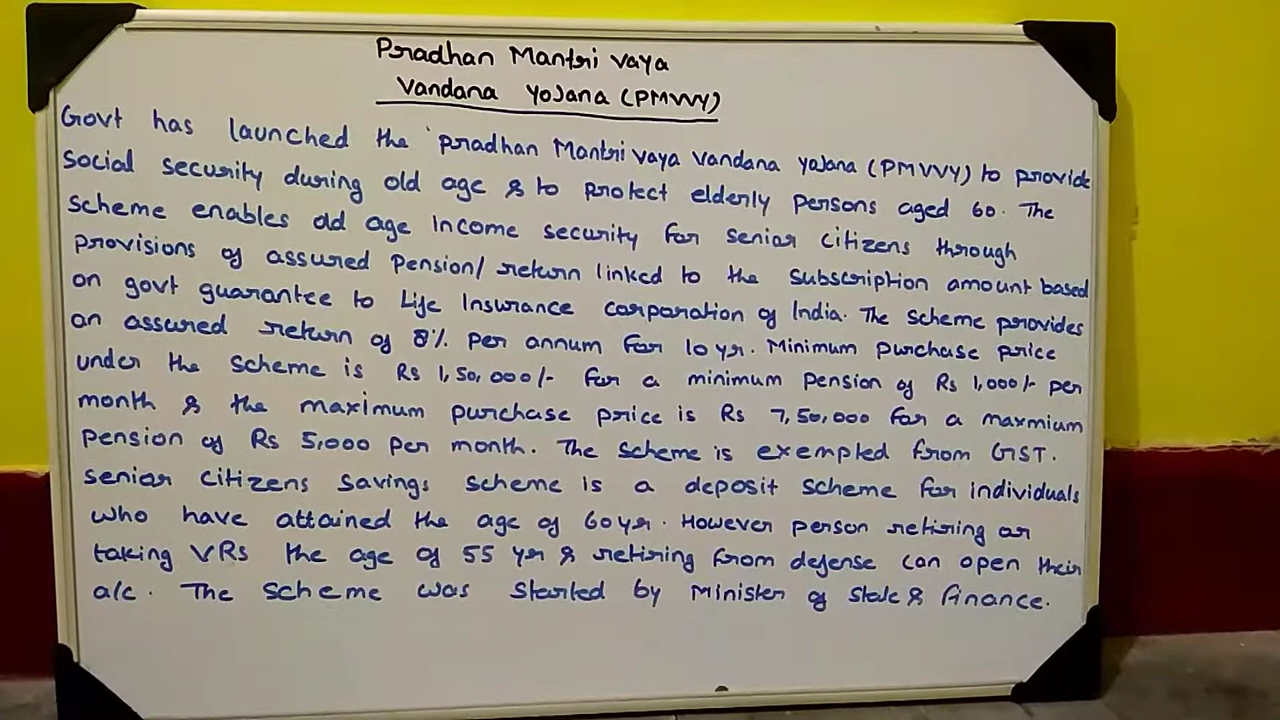 Pradhan Mantri Vaya
Vandana Yojana (PMVVY)
Govt has launched the 'Pradhan Mantri Vaya Vandana Yojana (PMVVY) to provide
social security during old age & to protect elderly persons aged 60. The
scheme enables old age income security for senior citizens through
provisions of assured Pension/ return linked to the subscription amount based
on govt guarantee to Life Insurance corporation of India. The scheme provides
an assured return of 8% per annum for 10 yr. Minimum purchase price
under the scheme is Rs 1,50,000/- for a minimum pension of Rs 1,000/- per
month & the maximum purchase price is Rs 7,50,000 for a maxmium
pension of Rs 5,000 per month. The scheme is exempted from GST.
senior citizens savings scheme is a deposit scheme for individuals
who have attained the age of 60 yr. However person retiring or
taking VRs the age of 55 yr & retiring from defense can open their
a/c. The scheme was started by Minister of State & finance.